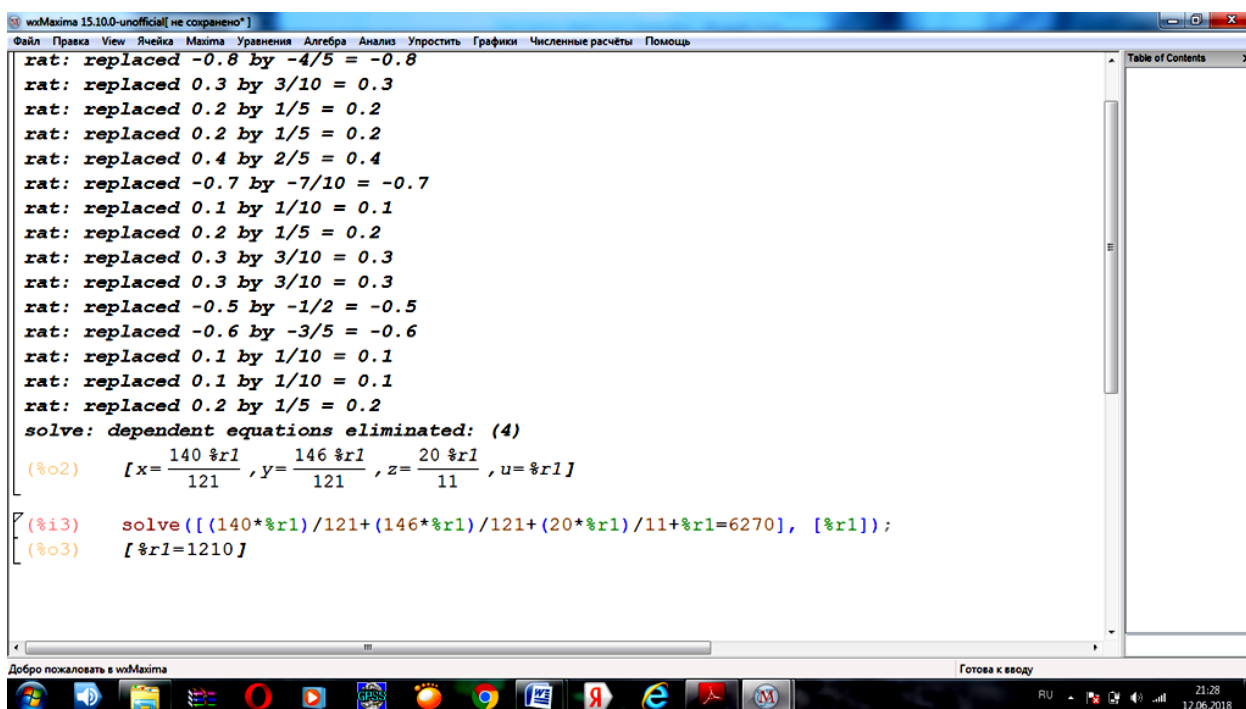 wxMaxima 15.10.0-unofficial[ не сохранено* ]
Файл Правка View Ячейка Maxima Уравнения Алгебра Анализ Упростить Графики Численные расчёты Помощь
rat: replaced -0.8 by -4/5 = -0.8
rat: replaced 0.3 by 3/10 = 0.3
rat: replaced 0.2 by 1/5 = 0.2
rat: replaced 0.2 by 1/5 = 0.2
rat: replaced 0.4 by 2/5 = 0.4
rat: replaced -0.7 by -7/10 = -0.7
rat: replaced 0.1 by 1/10 = 0.1
rat: replaced 0.2 by 1/5 = 0.2
rat: replaced 0.3 by 3/10 = 0.3
rat: replaced 0.3 by 3/10 = 0.3
rat: replaced -0.5 by -1/2 = -0.5
rat: replaced -0.6 by -3/5 = -0.6
rat: replaced 0.1 by 1/10 = 0.1
rat: replaced 0.1 by 1/10 = 0.1
rat: replaced 0.2 by 1/5 = 0.2
solve: dependent equations eliminated: (4)
(%o2) [x=140 %r1/121, y=146 %r1/121, z=20 %r1/11, u=%r1]
(%i3) solve([(140*%r1)/121+(146*%r1)/121+(20*%r1)/11+%r1=6270], [%r1]);
(%o3) [%r1=1210]
Table of Contents
Добро пожаловать в wxMaxima
Готова к вводу
GPSS
RU
21:28
12.06.2018